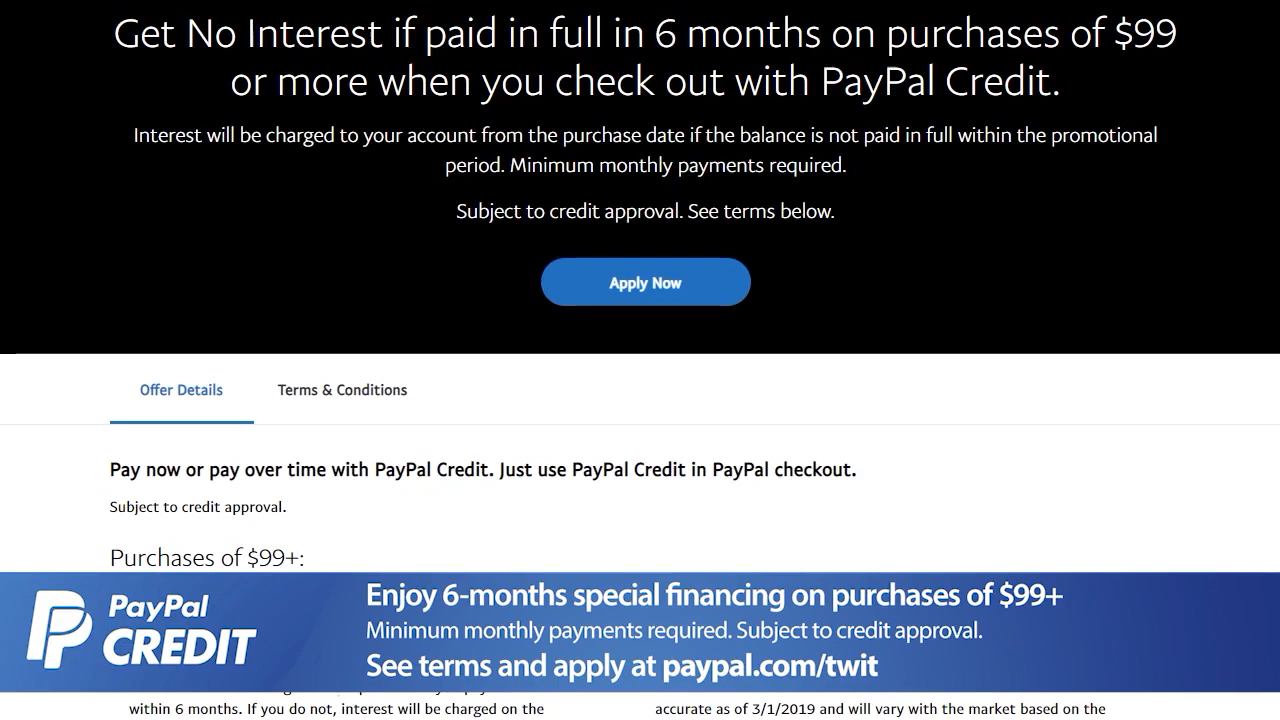 Get No Interest if paid in full in 6 months on purchases of $99
or more when you check out with PayPal Credit.
Interest will be charged to your account from the purchase date if the balance is not paid in full within the promotional
period. Minimum monthly payments required.
Subject to credit approval. See terms below.
Apply Now
Offer Details
Terms & Conditions
Pay now or pay over time with PayPal Credit. Just use PayPal Credit in PayPal checkout.
Subject to credit approval.
Purchases of $99+:
PayPal
CREDIT
Enjoy 6-months special financing on purchases of $99+
Minimum monthly payments required. Subject to credit approval.
See terms and apply at paypal.com/twit
within 6 months. If you do not, interest will be charged on the
accurate as of 3/1/2019 and will vary with the market based on the